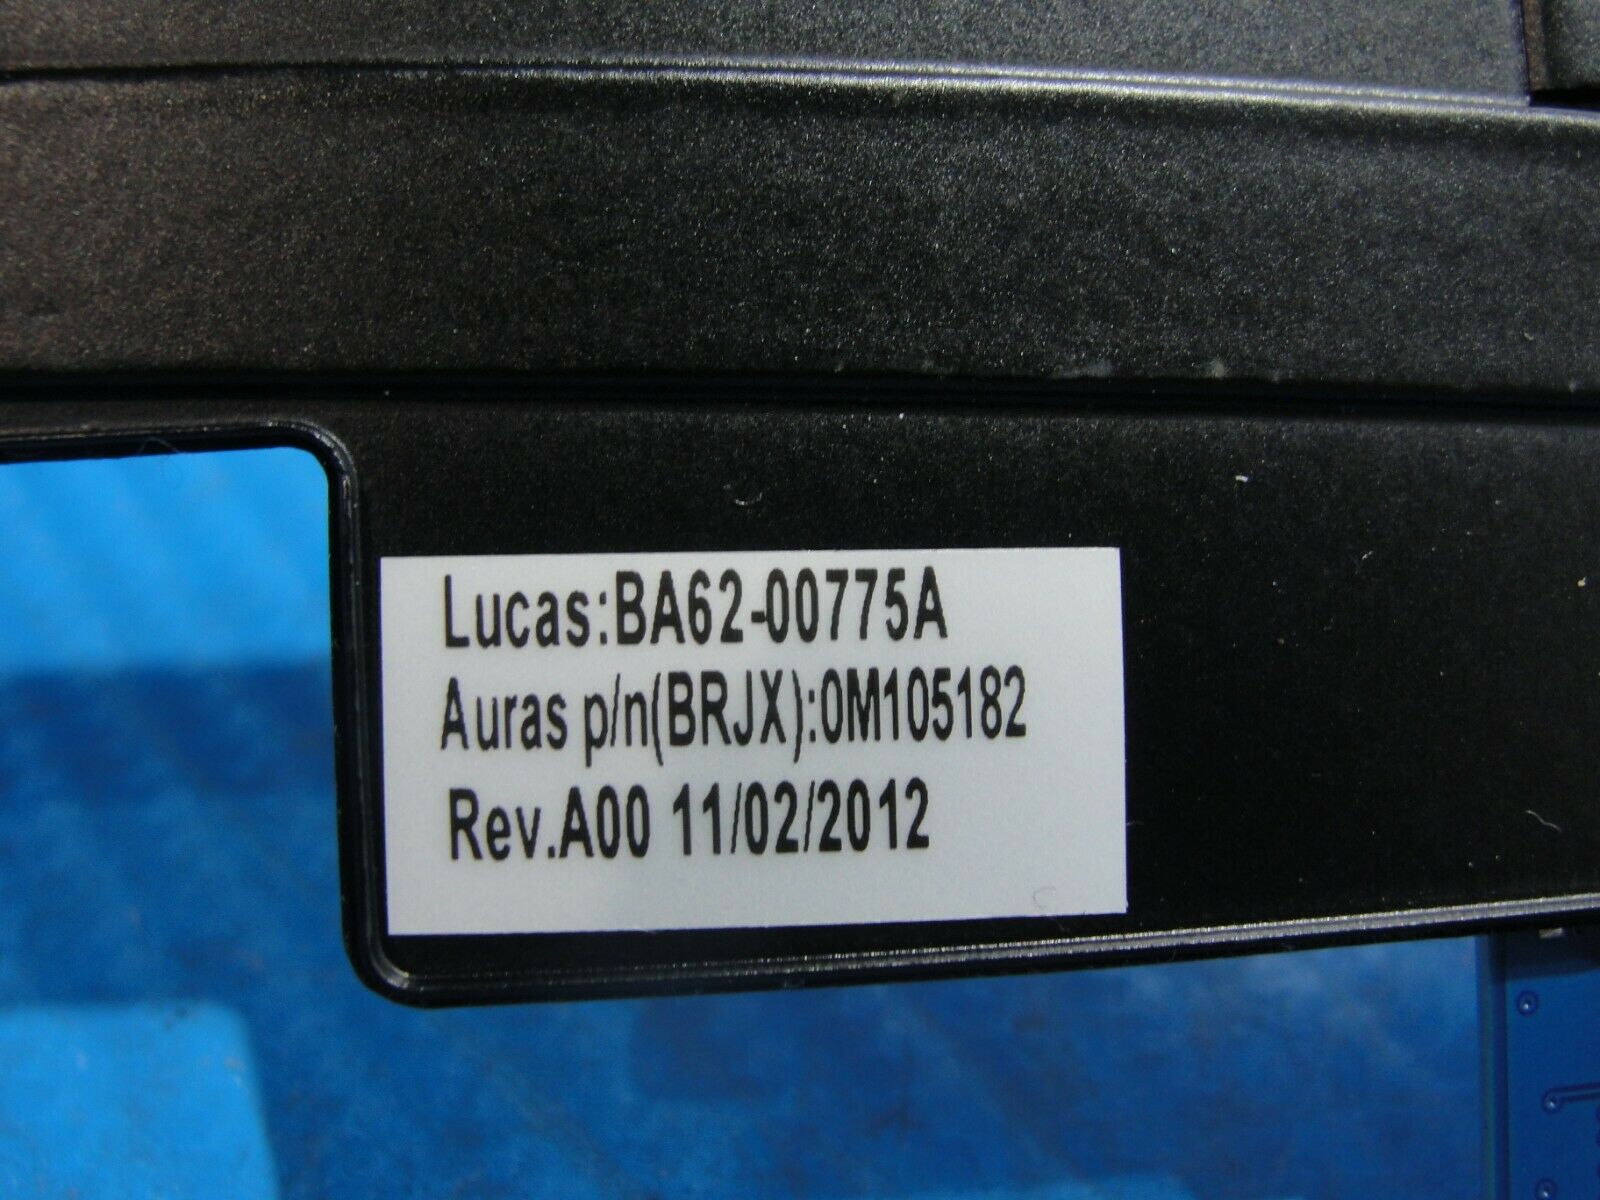 Lucas:BA62-00775A
Auras p/n(BRJX):0M105182
Rev.A00 11/02/2012